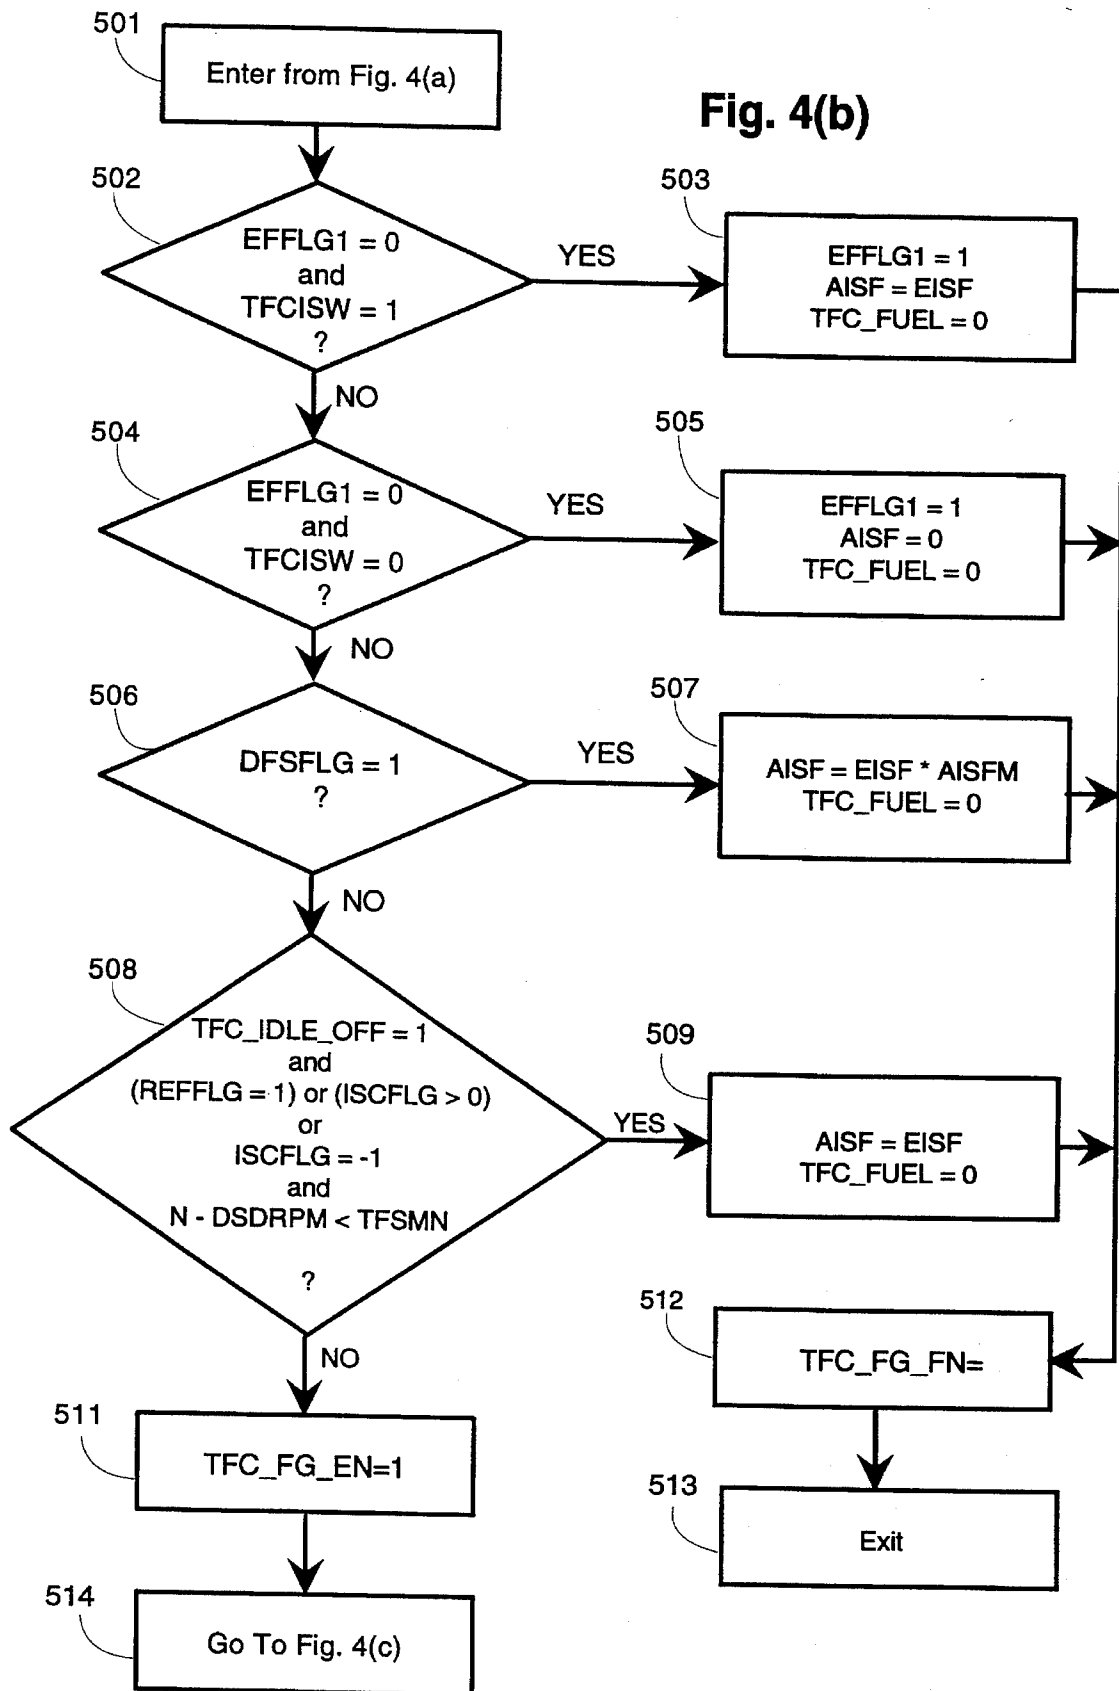 501
Enter from Fig. 4(a)
Fig. 4(b)
502
EFFLG1 = 0
and
TFCISW = 1
?
YES
503
EFFLG1 = 1
AISF = EISF
TFC_FUEL = 0
NO
504
EFFLG1 = 0
and
TFCISW = 0
?
YES
505
EFFLG1 = 1
AISF = 0
TFC_FUEL = 0
NO
506
DFSFLG = 1
?
YES
507
AISF = EISF * AISFM
TFC_FUEL = 0
NO
508
TFC_IDLE_OFF = 1
and
(REFFLG = 1) or (ISCFLG > 0)
or
ISCFLG = -1
and
N - DSDRPM < TFSMN
?
YES
509
AISF = EISF
TFC_FUEL = 0
NO
512
TFC_FG_FN=
511
TFC_FG_EN=1
513
Exit
514
Go To Fig. 4(c)